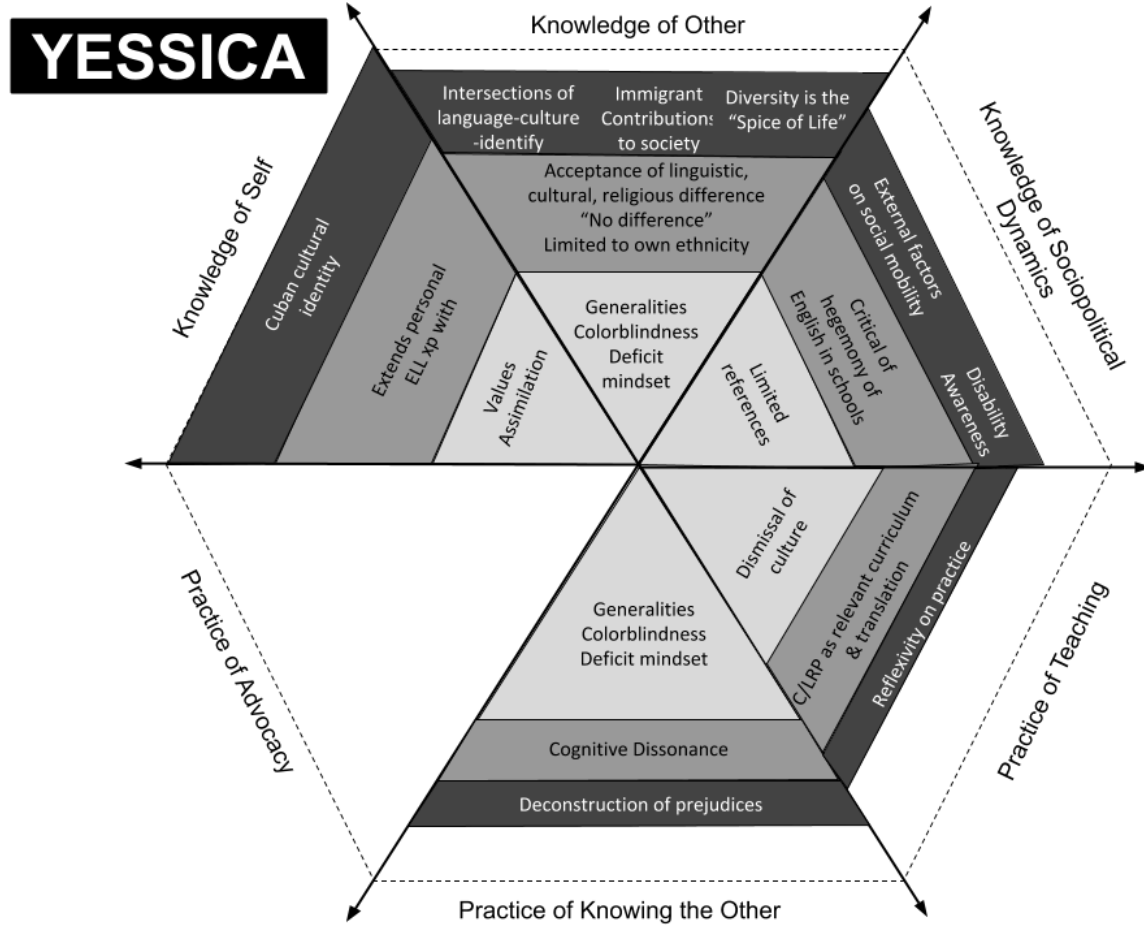 YESSICA
Knowledge of Other
Intersections of
language-culture
-identify
Immigrant
Contributions
to society
Diversity is the
“Spice of Life”
Acceptance of linguistic,
cultural, religious difference
“No difference”
Limited to own ethnicity
Generalities
Colorblindness
Deficit
mindset
Knowledge of Self
Cuban cultural
identity
Extends personal
ELL xp with
Values
Assimilation
Knowledge of Sociopolitical
Dynamics
External factors
on social mobility
Disability
Awareness
Critical of
hegemony of
English in schools
Limited
references
Dismissal of
culture
C/LRP as relevant curriculum
& translation
Reflexivity on practice
Practice of Teaching
Generalities
Colorblindness
Deficit mindset
Cognitive Dissonance
Deconstruction of prejudices
Practice of Knowing the Other
Practice of Advocacy